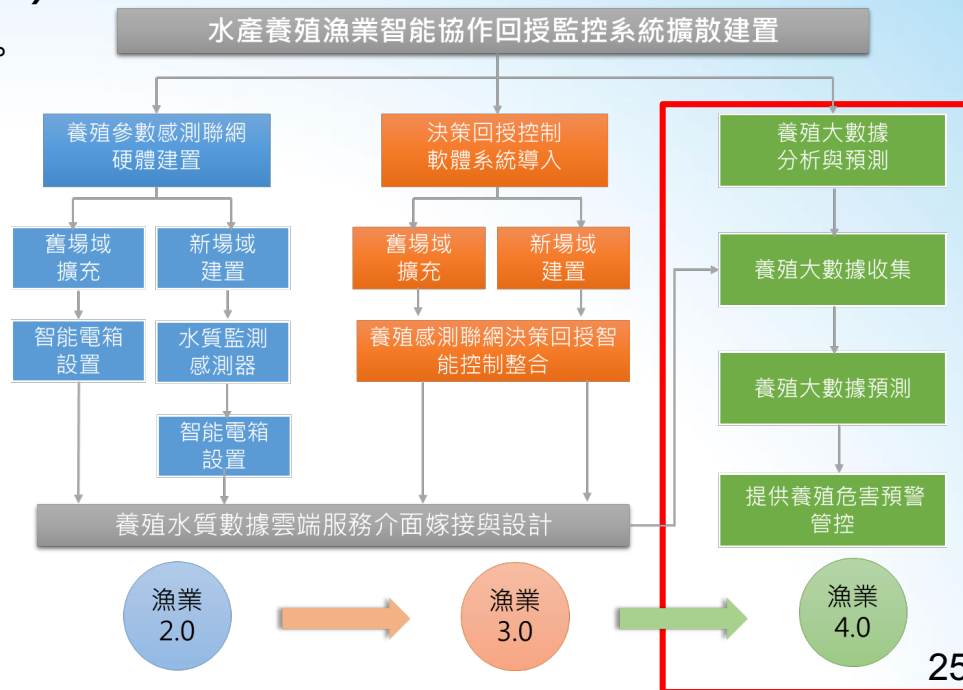 )
。
水產養殖漁業智能協作回授監控系統擴散建置
養殖參數感測聯網
硬體建置
決策回授控制
軟體系統導入
養殖大數據
分析與預測
舊場域
擴充
新場域
建置
舊場域
擴充
新場域
建置
養殖大數據收集
智能電箱
設置
水質監測
感測器
養殖感測聯網決策回授智
能控制整合
養殖大數據預測
智能電箱
設置
提供養殖危害預警
管控
養殖水質數據雲端服務介面嫁接與設計
漁業
2.0
漁業
3.0
漁業
4.0
25